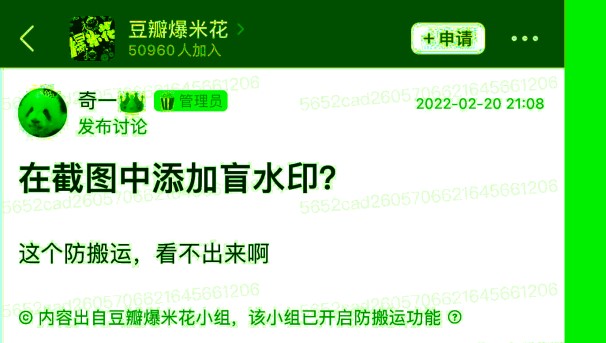 豆瓣爆米花
50960人加入
+申请
爆米花
奇一
管理员
2022-02-20 21:08
发布讨论
在截图中添加盲水印?
这个防搬运，看不出来啊
© 内容出自豆瓣爆米花小组，该小组已开启防搬运功能